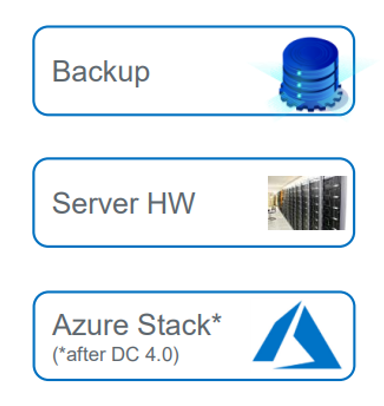 Backup
Server HW
Azure Stack*
(*after DC 4.0)